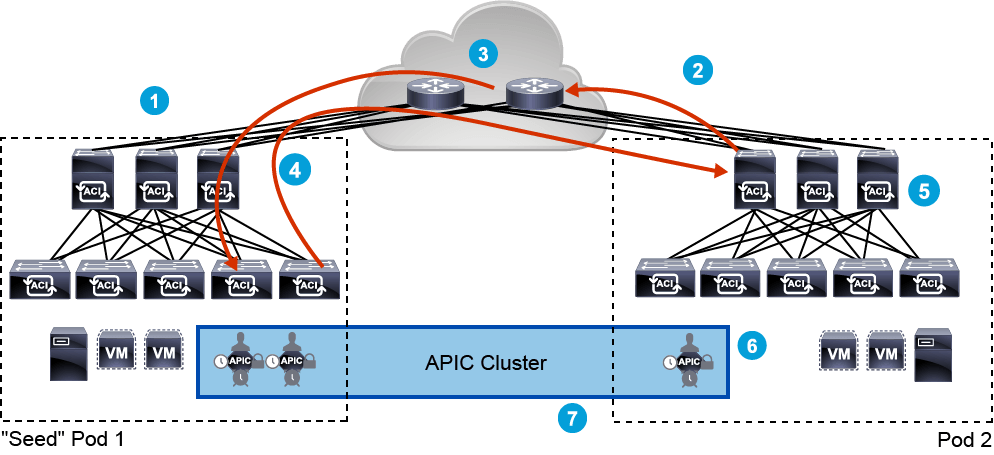 3
2
1
4
ACI
ACI
ACI
ACI
ACI
ACI
5
ACI
ACI
ACI
ACI
ACI
ACI
ACI
ACI
ACI
ACI
6
VM
VM
APIC
APIC
APIC Cluster
APIC
VM
VM
7
"Seed" Pod 1
Pod 2